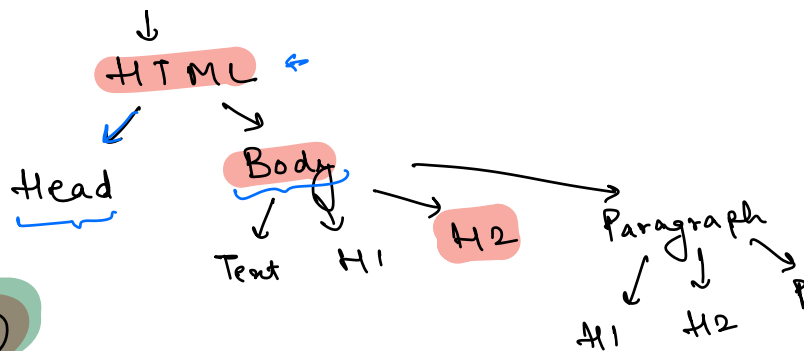 HTML
Head
Body
Text
H1
H2
Paragraph
H1
H2